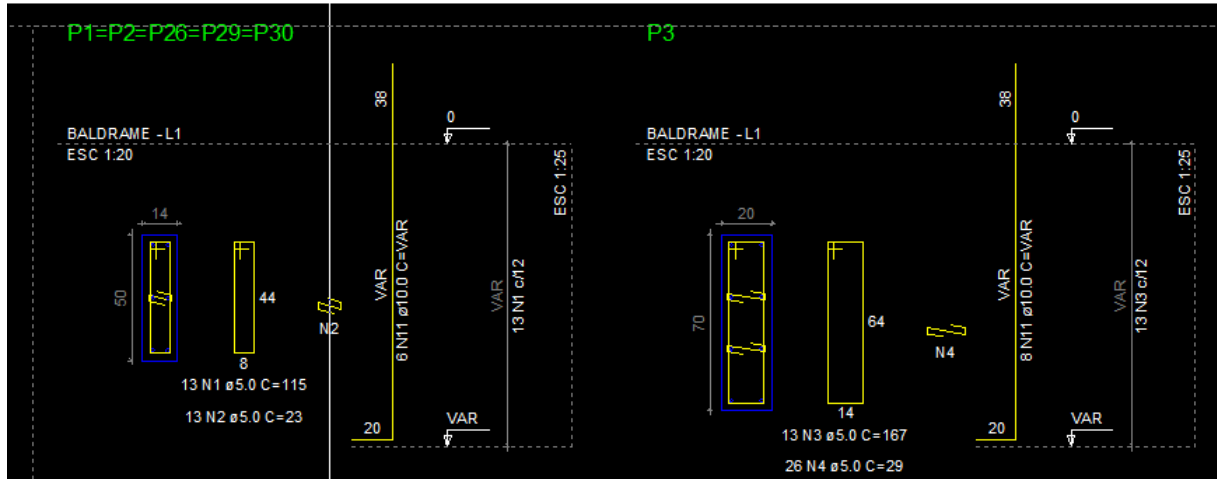 P1=P2=P26=P29=P30
BALDRAME - L1
ESC 1:20
14
50
44
8
N2
13 N1 ø5.0 C=115
13 N2 ø5.0 C=23
38
VAR
6 N11 ø10.0 C=VAR
20
0
VAR
VAR
13 N1 c/12
ESC 1:25
P3
BALDRAME - L1
ESC 1:20
20
70
64
14
N4
13 N3 ø5.0 C=167
26 N4 ø5.0 C=29
38
VAR
8 N11 ø10.0 C=VAR
20
0
VAR
VAR
13 N3 c/12
ESC 1:25